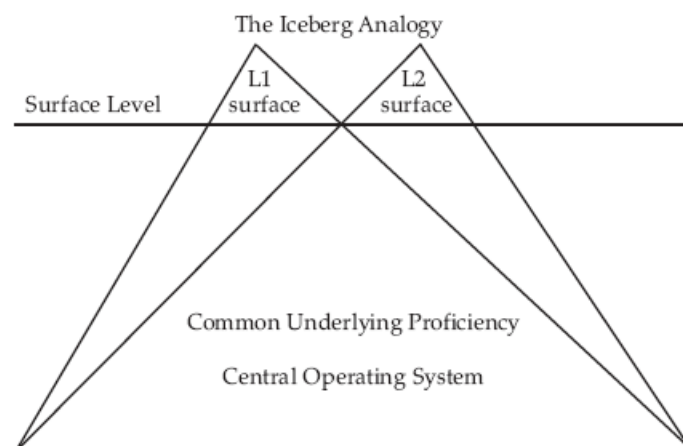 The Iceberg Analogy
L1
surface
L2
surface
Surface Level
Common Underlying Proficiency
Central Operating System